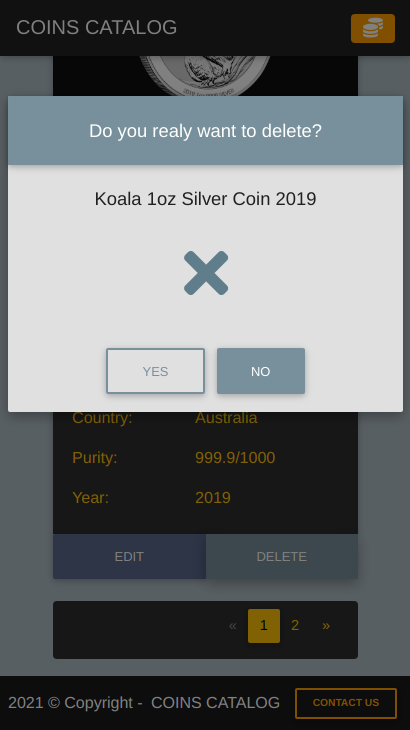 COINS CATALOG
Do you realy want to delete?
Koala 1oz Silver Coin 2019
YES NO
Country: Australia
Purity: 999.9/1000
Year: 2019
EDIT DELETE
« 1 2 »
2021 © Copyright - COINS CATALOG CONTACT US